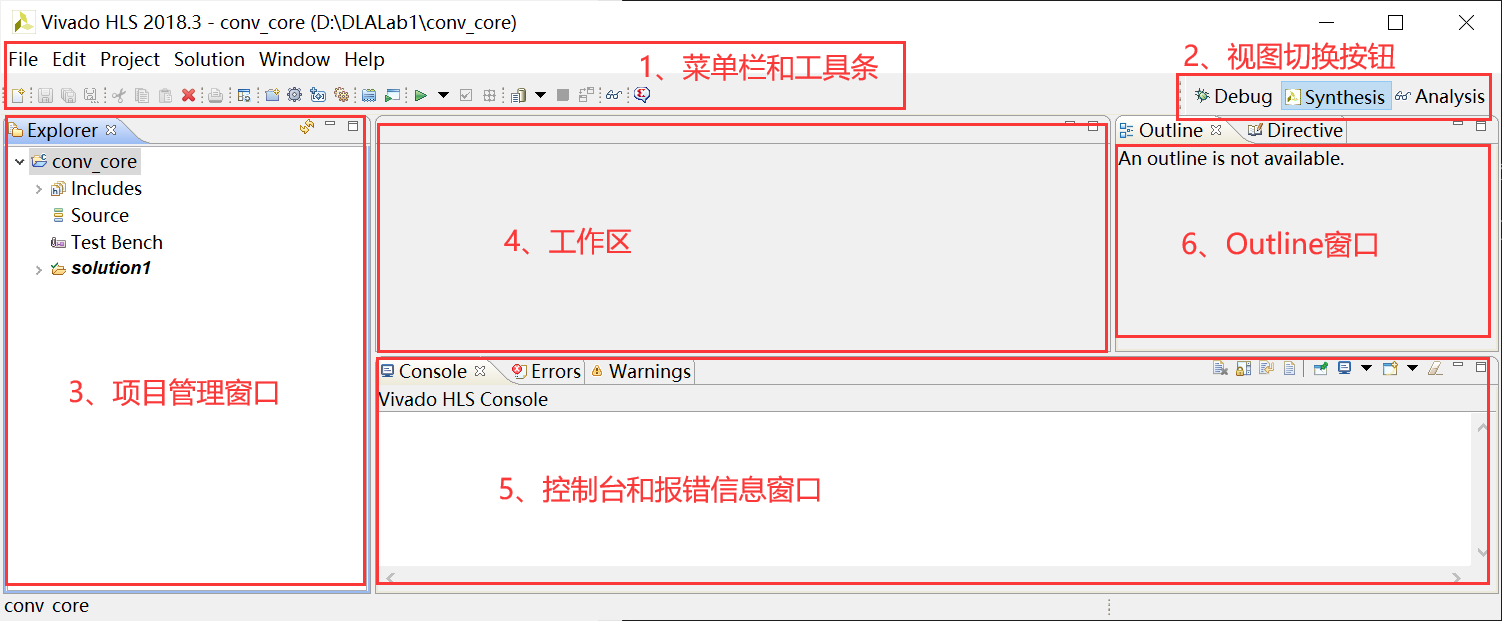 Vivado HLS 2018.3 - conv_core (D:\DLALab1\conv_core)
File Edit Project Solution Window Help
1、菜单栏和工具条
2、视图切换按钮
Debug Synthesis Analysis
Explorer
conv_core
Includes
Source
Test Bench
solution1
3、项目管理窗口
4、工作区
Outline Directive
An outline is not available.
6、Outline窗口
Console Errors Warnings
Vivado HLS Console
5、控制台和报错信息窗口
conv_core